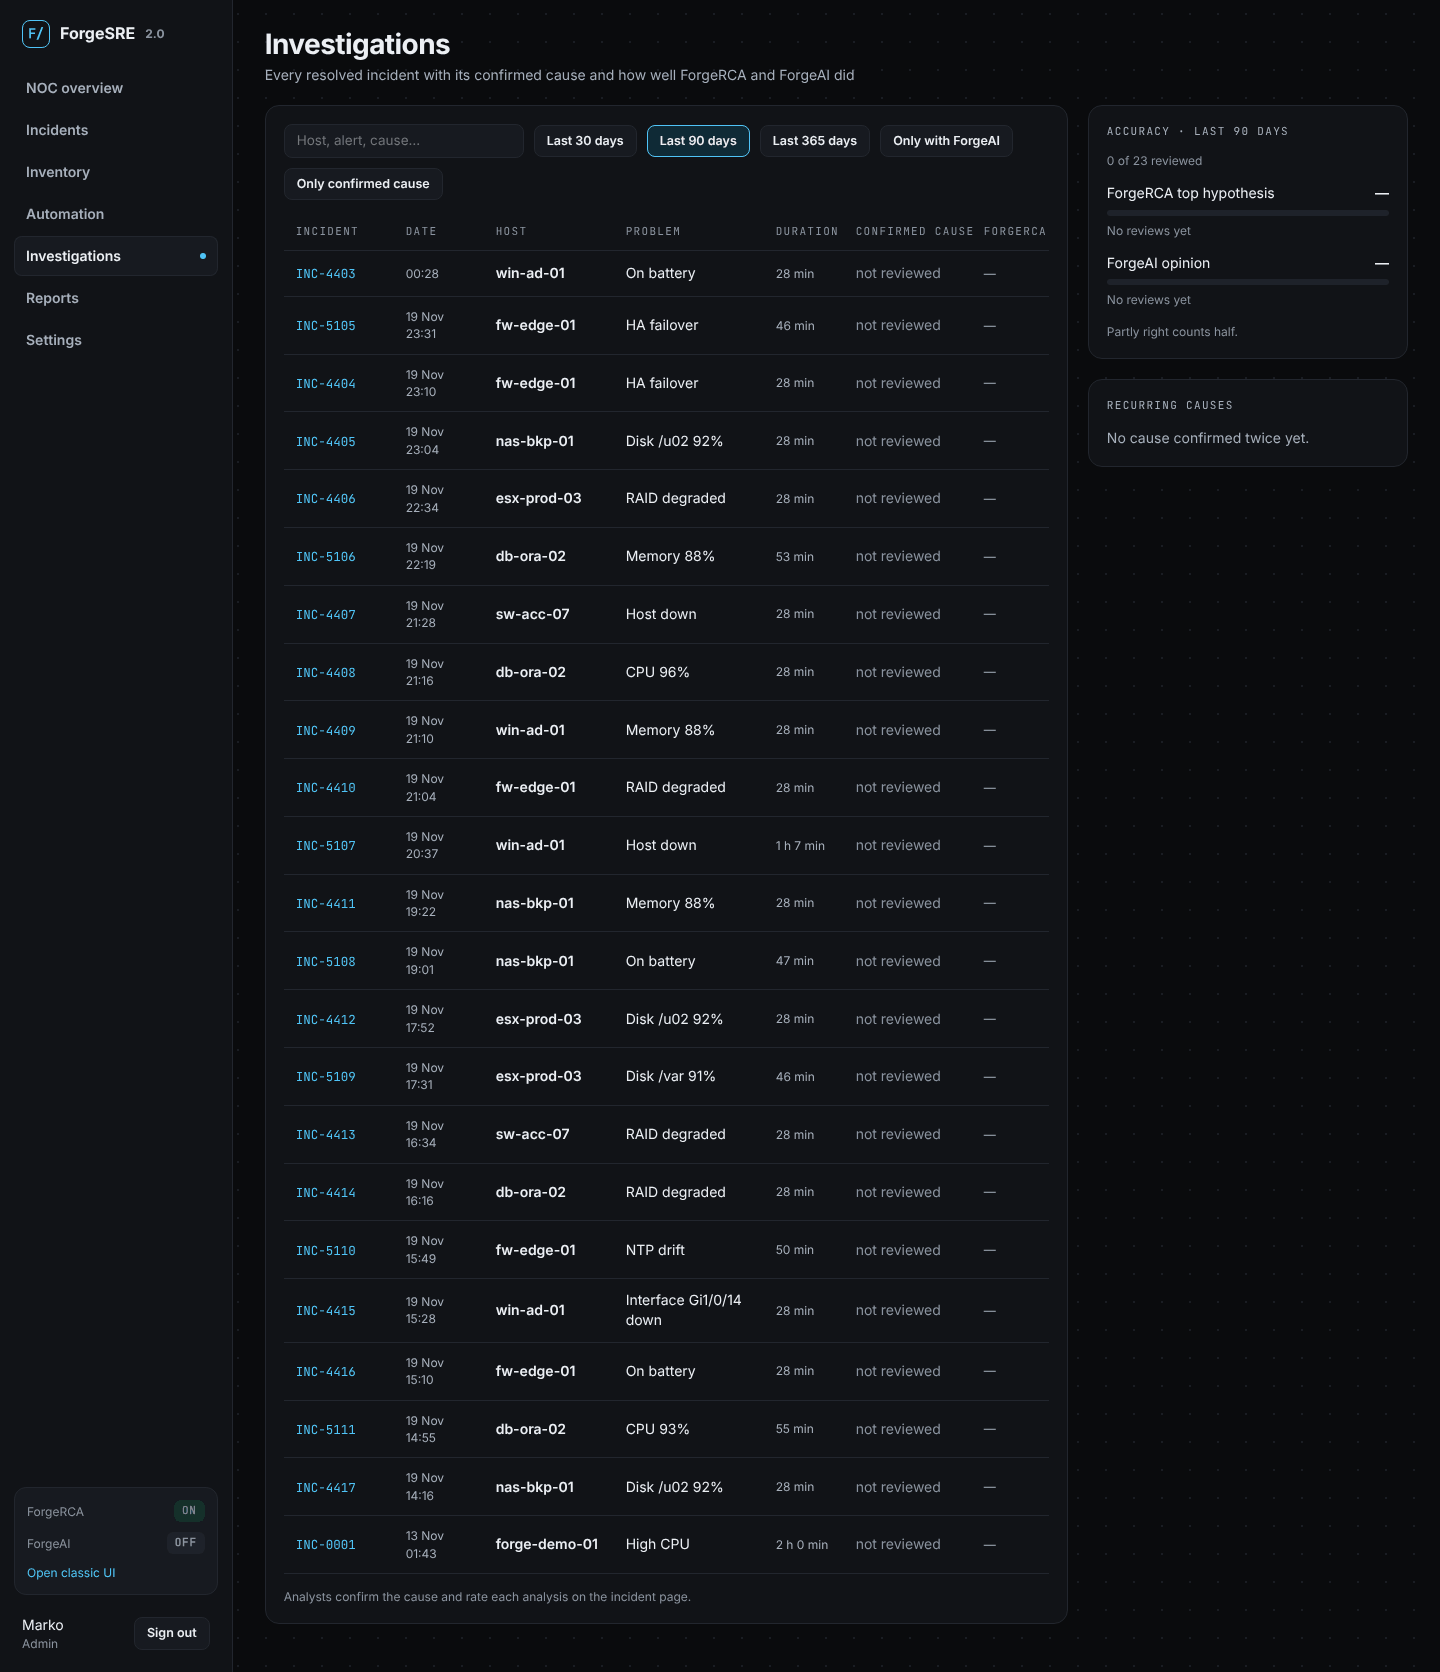 F/ ForgeSRE 2.0
NOC overview
Incidents
Inventory
Automation
Investigations
Reports
Settings
ForgeRCA ON
ForgeAI OFF
Open classic UI
Marko
Admin
Sign out
Investigations
Every resolved incident with its confirmed cause and how well ForgeRCA and ForgeAI did
Host, alert, cause... Last 30 days Last 90 days Last 365 days Only with ForgeAI
Only confirmed cause
INCIDENT DATE HOST PROBLEM DURATION CONFIRMED CAUSE FORGERCA
INC-4403 00:28 win-ad-01 On battery 28 min not reviewed —
INC-5105 19 Nov 23:31 fw-edge-01 HA failover 46 min not reviewed —
INC-4404 19 Nov 23:10 fw-edge-01 HA failover 28 min not reviewed —
INC-4405 19 Nov 23:04 nas-bkp-01 Disk /u02 92% 28 min not reviewed —
INC-4406 19 Nov 22:34 esx-prod-03 RAID degraded 28 min not reviewed —
INC-5106 19 Nov 22:19 db-ora-02 Memory 88% 53 min not reviewed —
INC-4407 19 Nov 21:28 sw-acc-07 Host down 28 min not reviewed —
INC-4408 19 Nov 21:16 db-ora-02 CPU 96% 28 min not reviewed —
INC-4409 19 Nov 21:10 win-ad-01 Memory 88% 28 min not reviewed —
INC-4410 19 Nov 21:04 fw-edge-01 RAID degraded 28 min not reviewed —
INC-5107 19 Nov 20:37 win-ad-01 Host down 1 h 7 min not reviewed —
INC-4411 19 Nov 19:22 nas-bkp-01 Memory 88% 28 min not reviewed —
INC-5108 19 Nov 19:01 nas-bkp-01 On battery 47 min not reviewed —
INC-4412 19 Nov 17:52 esx-prod-03 Disk /u02 92% 28 min not reviewed —
INC-5109 19 Nov 17:31 esx-prod-03 Disk /var 91% 46 min not reviewed —
INC-4413 19 Nov 16:34 sw-acc-07 RAID degraded 28 min not reviewed —
INC-4414 19 Nov 16:16 db-ora-02 RAID degraded 28 min not reviewed —
INC-5110 19 Nov 15:49 fw-edge-01 NTP drift 50 min not reviewed —
INC-4415 19 Nov 15:28 win-ad-01 Interface Gi1/0/14 down 28 min not reviewed —
INC-4416 19 Nov 15:10 fw-edge-01 On battery 28 min not reviewed —
INC-5111 19 Nov 14:55 db-ora-02 CPU 93% 55 min not reviewed —
INC-4417 19 Nov 14:16 nas-bkp-01 Disk /u02 92% 28 min not reviewed —
INC-0001 13 Nov 01:43 forge-demo-01 High CPU 2 h 0 min not reviewed —
Analysts confirm the cause and rate each analysis on the incident page.
ACCURACY · LAST 90 DAYS
0 of 23 reviewed
ForgeRCA top hypothesis —
No reviews yet
ForgeAI opinion —
No reviews yet
Partly right counts half.
RECURRING CAUSES
No cause confirmed twice yet.